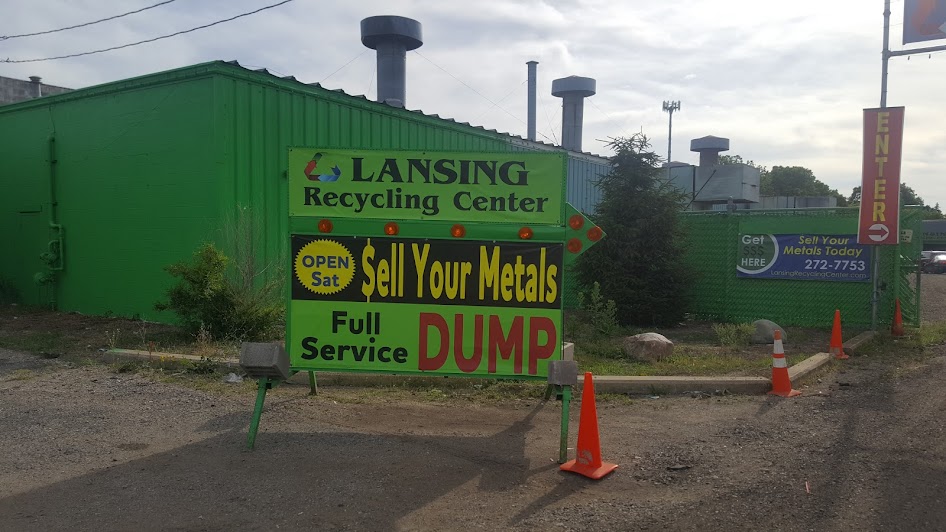 LANSING
Recycling Center
OPEN
Sat
$ell Your Metals
Full
Service
DUMP
ENTER
Get
HERE
Sell Your
Metals Today
272-7753
LansingRecyclingCenter.com